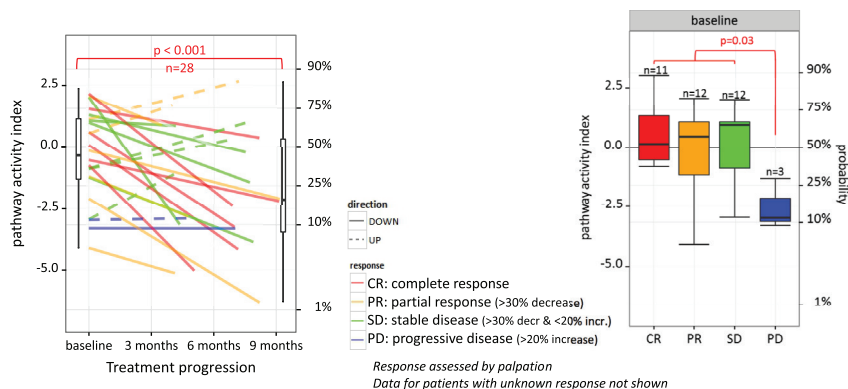 p < 0.001
n=28
pathway activity index
2.5
0.0
-2.5
-5.0
90%
75%
50%
25%
10%
1%
baseline
3 months
6 months
9 months
Treatment progression
direction
DOWN
UP
response
CR: complete response
PR: partial response (>30% decrease)
SD: stable disease (>30% decr & <20% incr.)
PD: progressive disease (>20% increase)
Response assessed by palpation
Data for patients with unknown response not shown
baseline
p=0.03
n=11
n=12
n=12
n=3
pathway activity index
2.5
0.0
-2.5
-5.0
90%
75%
50%
25%
10%
1%
probability
CR
PR
SD
PD